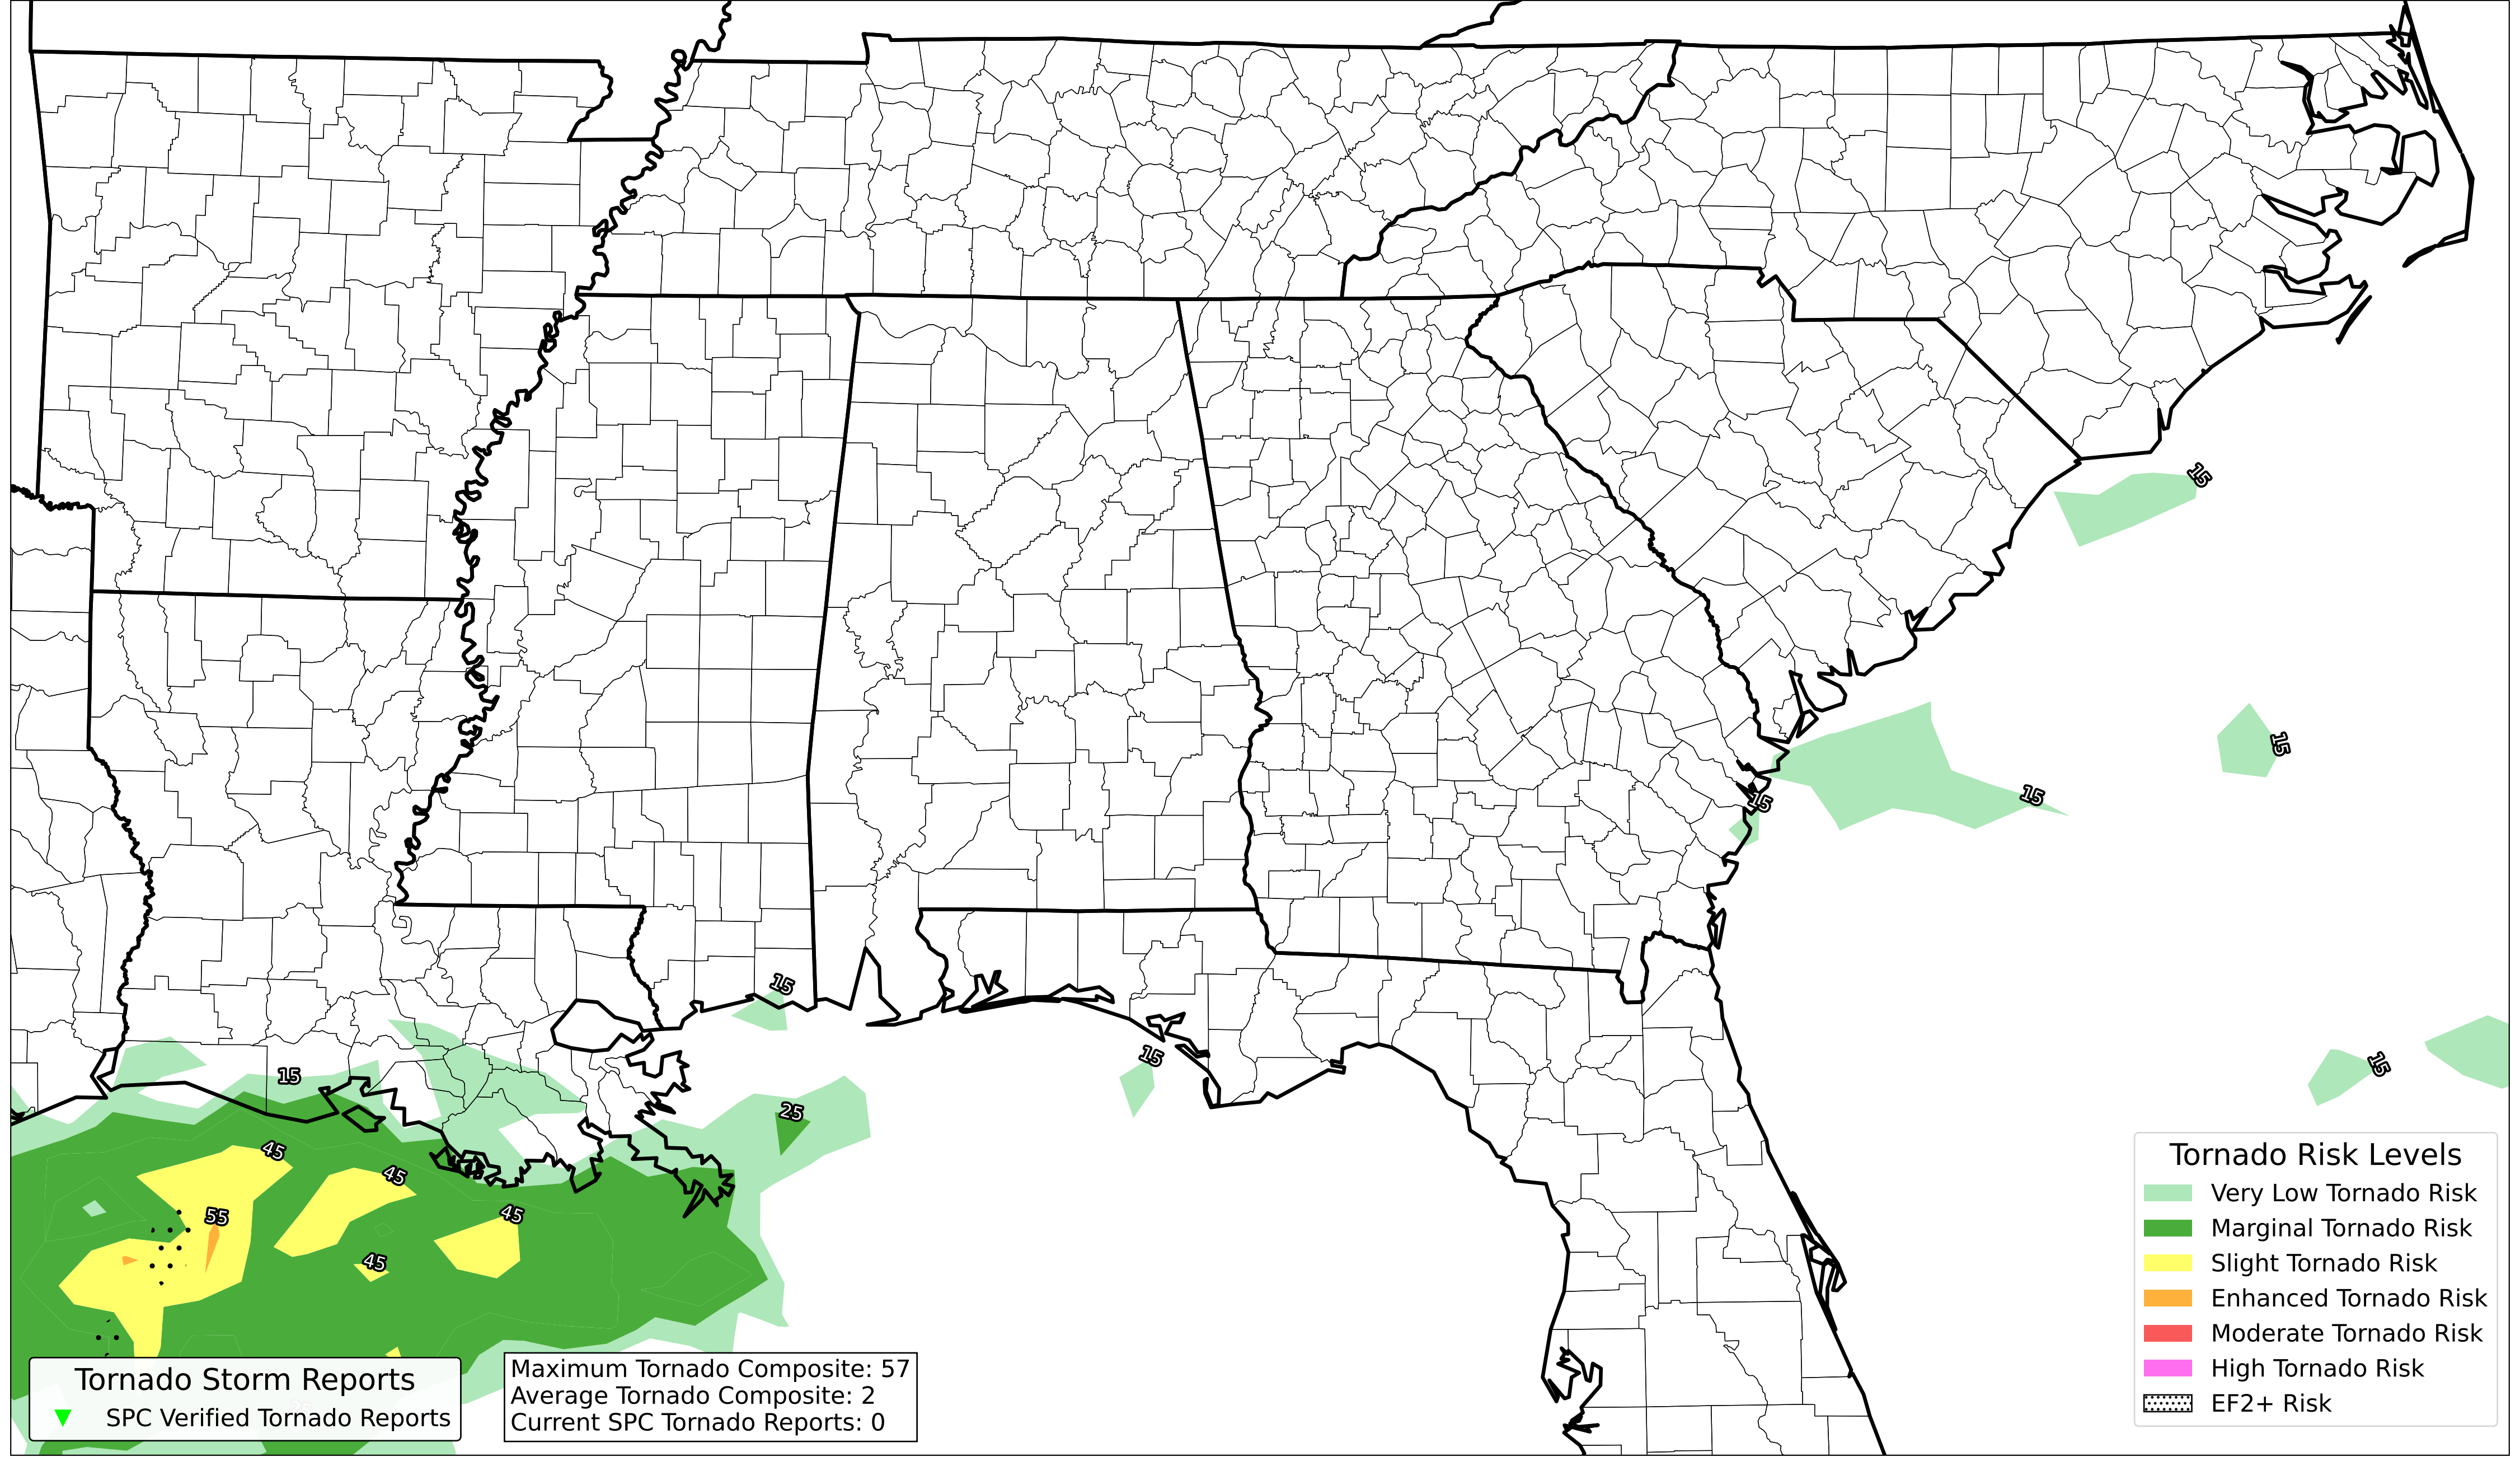 15
15
15
15
15
15
15
15
25
45
45
55
45
45
Tornado Risk Levels
Very Low Tornado Risk
Marginal Tornado Risk
Slight Tornado Risk
Enhanced Tornado Risk
Moderate Tornado Risk
High Tornado Risk
EF2+ Risk
Tornado Storm Reports
SPC Verified Tornado Reports
Maximum Tornado Composite: 57
Average Tornado Composite: 2
Current SPC Tornado Reports: 0